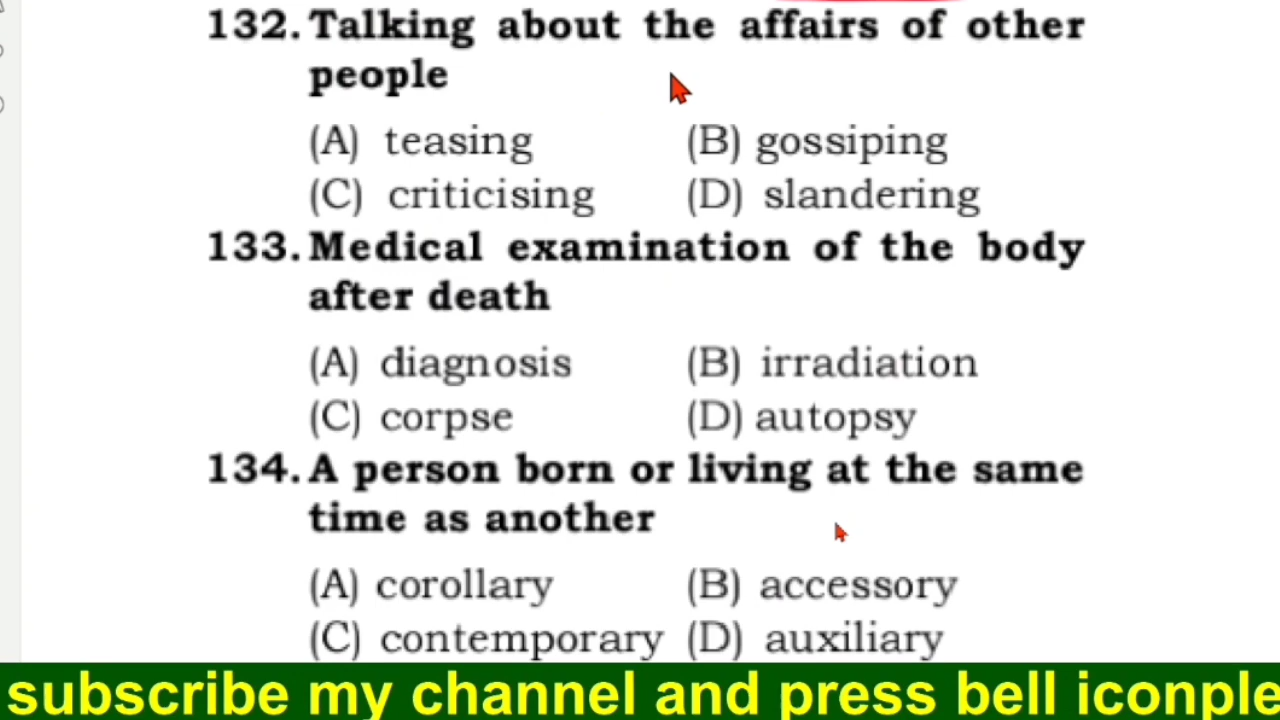 132. Talking about the affairs of other
people
(A) teasing (B) gossiping
(C) criticising (D) slandering
133. Medical examination of the body
after death
(A) diagnosis (B) irradiation
(C) corpse (D) autopsy
134. A person born or living at the same
time as another
(A) corollary (B) accessory
(C) contemporary (D) auxiliary
subscribe my channel and press bell iconple